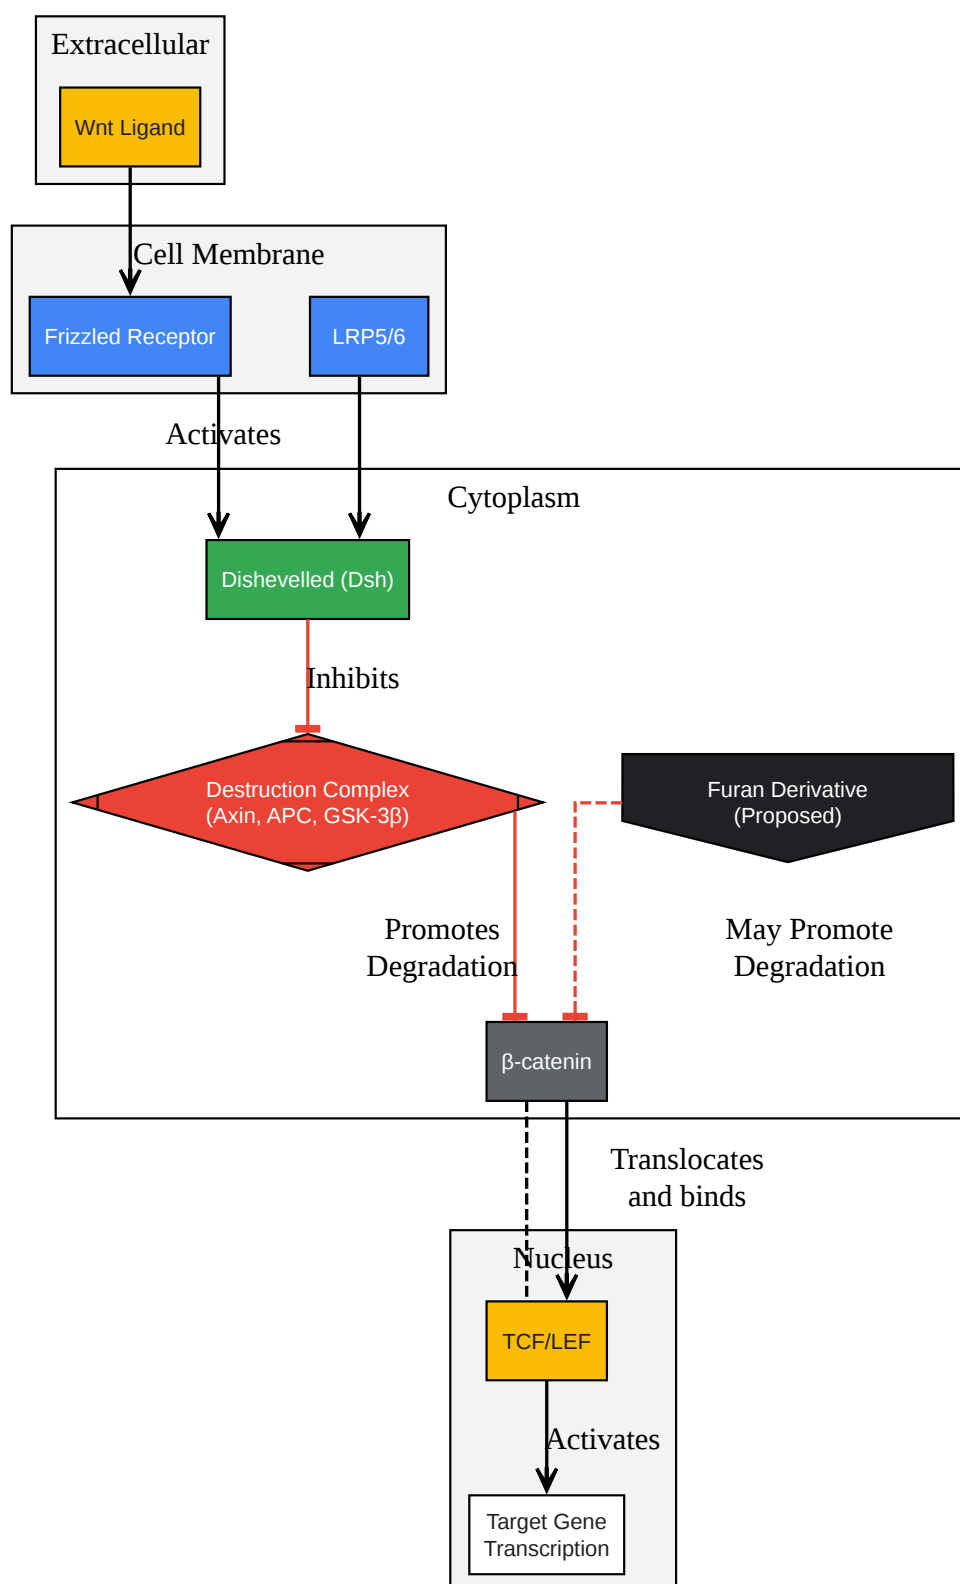 Extracellular
Wnt Ligand
Cell Membrane
Frizzled Receptor
LRP5/6
Activates
Cytoplasm
Dishevelled (Dsh)
Inhibits
Destruction Complex
(Axin, APC, GSK-3β)
Furan Derivative
(Proposed)
Promotes
Degradation
May Promote
Degradation
β-catenin
Translocates
and binds
Nucleus
TCF/LEF
Activates
Target Gene
Transcription